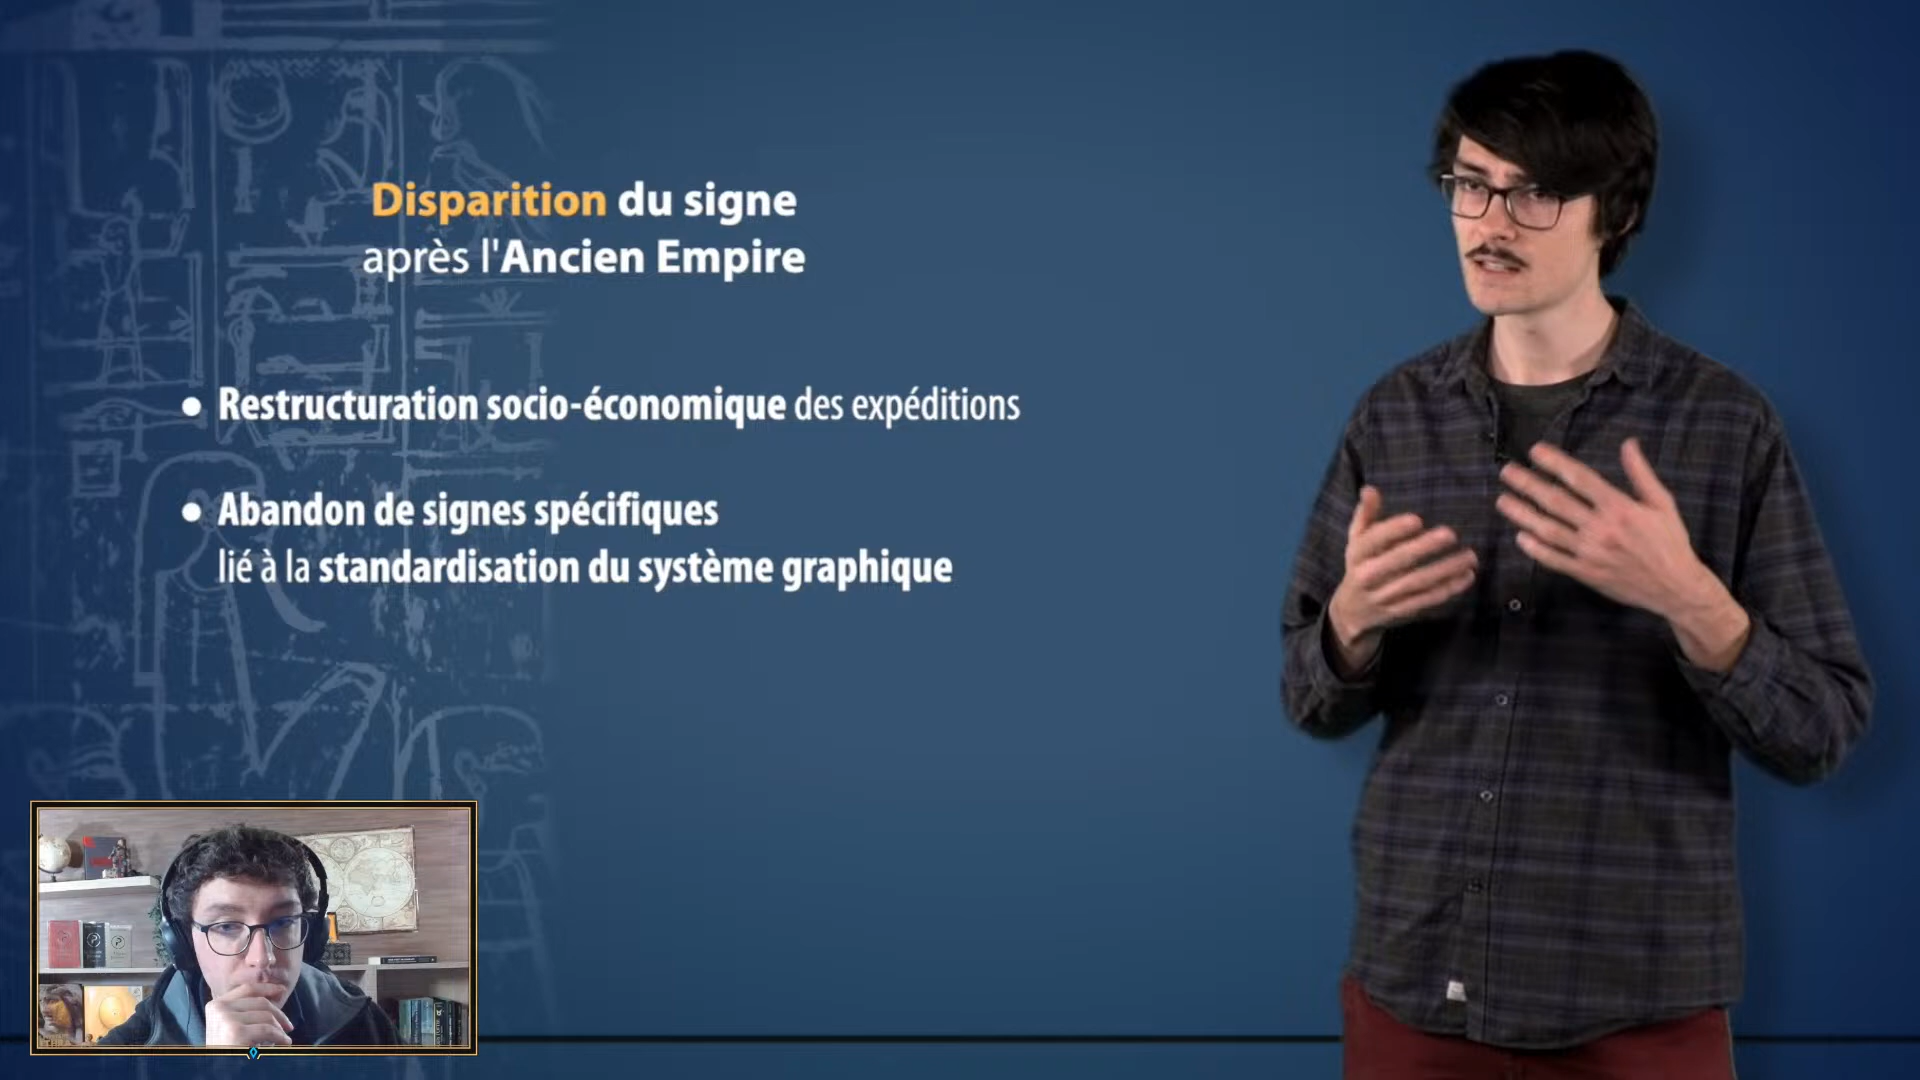 Disparition du signe
après l'Ancien Empire
● Restructuration socio-économique des expéditions
● Abandon de signes spécifiques
lié à la standardisation du système graphique